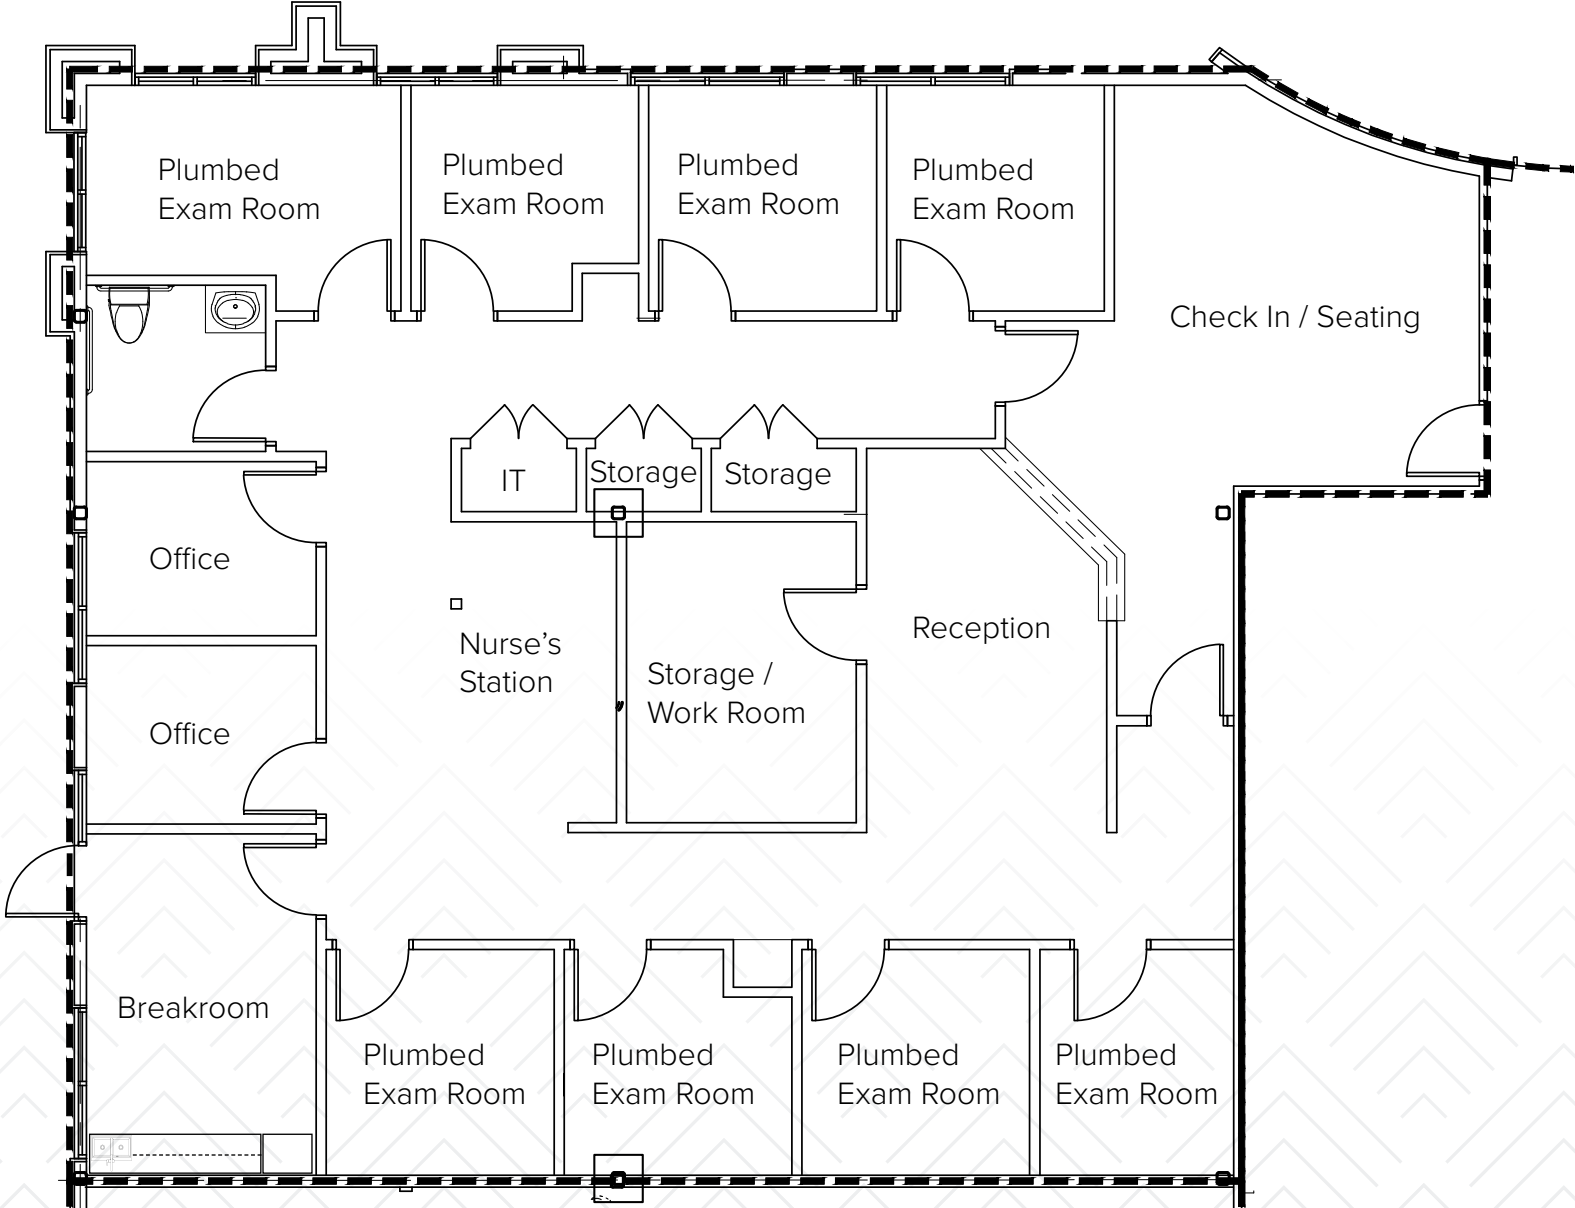 Plumbed
Exam Room
Plumbed
Exam Room
Plumbed
Exam Room
Plumbed
Exam Room
Check In / Seating
IT
Storage
Storage
Office
Nurse’s
Station
Reception
Storage /
Work Room
Office
Breakroom
Plumbed
Exam Room
Plumbed
Exam Room
Plumbed
Exam Room
Plumbed
Exam Room